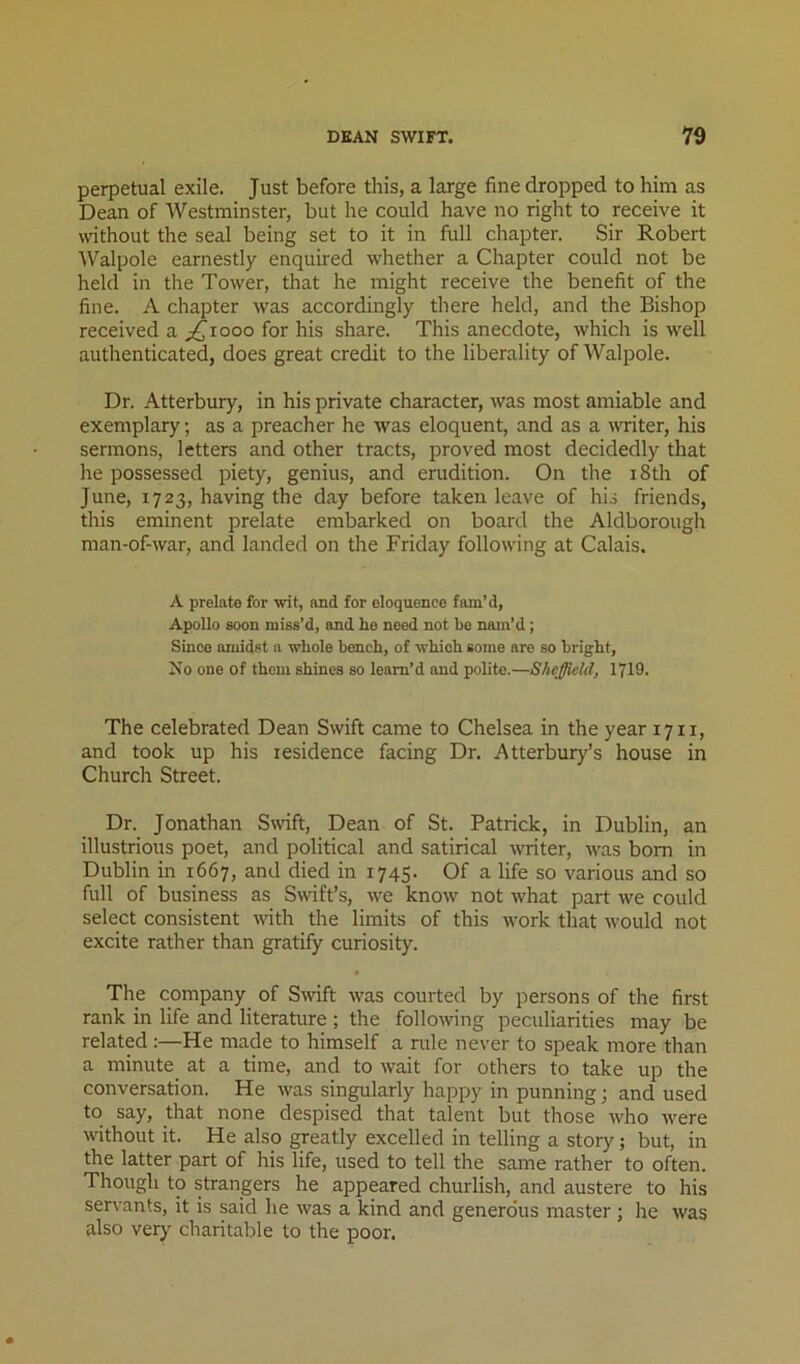 DEAN SWIFT. 79
perpetual exile. Just before this, a large fine dropped to him as
Dean of Westminster, but he could have no right to receive it
without the seal being set to it in full chapter. Sir Robert
Walpole earnestly enquired whether a Chapter could not be
held in the Tower, that he might receive the benefit of the
fine. A chapter was accordingly there held, and the Bishop
received a £1000 for his share. This anecdote, which is well
authenticated, does great credit to the liberality of Walpole.
Dr. Atterbury, in his private character, was most amiable and
exemplary; as a preacher he was eloquent, and as a writer, his
sermons, letters and other tracts, proved most decidedly that
he possessed piety, genius, and erudition. On the 18th of
June, 1723, having the day before taken leave of his friends,
this eminent prelate embarked on board the Aldborough
man-of-war, and landed on the Friday following at Calais.
A prelate for wit, and for eloquence fam'd,
Apollo soon miss'd, and he need not be nam'd;
Since amidst a whole bench, of which some are so bright,
No one of them shines so learn'd and polite.—Sheffield, 1719.
The celebrated Dean Swift came to Chelsea in the year 1711,
and took up his residence facing Dr. Atterbury's house in
Church Street.
Dr. Jonathan Swift, Dean of St. Patrick, in Dublin, an
illustrious poet, and political and satirical writer, was born in
Dublin in 1667, and died in 1745. Of a life so various and so
full of business as Swift's, we know not what part we could
select consistent with the limits of this work that would not
excite rather than gratify curiosity.
The company of Swift was courted by persons of the first
rank in life and literature; the following peculiarities may be
related:—He made to himself a rule never to speak more than
a minute at a time, and to wait for others to take up the
conversation. He was singularly happy in punning; and used
to say, that none despised that talent but those who were
without it. He also greatly excelled in telling a story; but, in
the latter part of his life, used to tell the same rather to often.
Though to strangers he appeared churlish, and austere to his
servants, it is said he was a kind and generous master; he was
also very charitable to the poor.